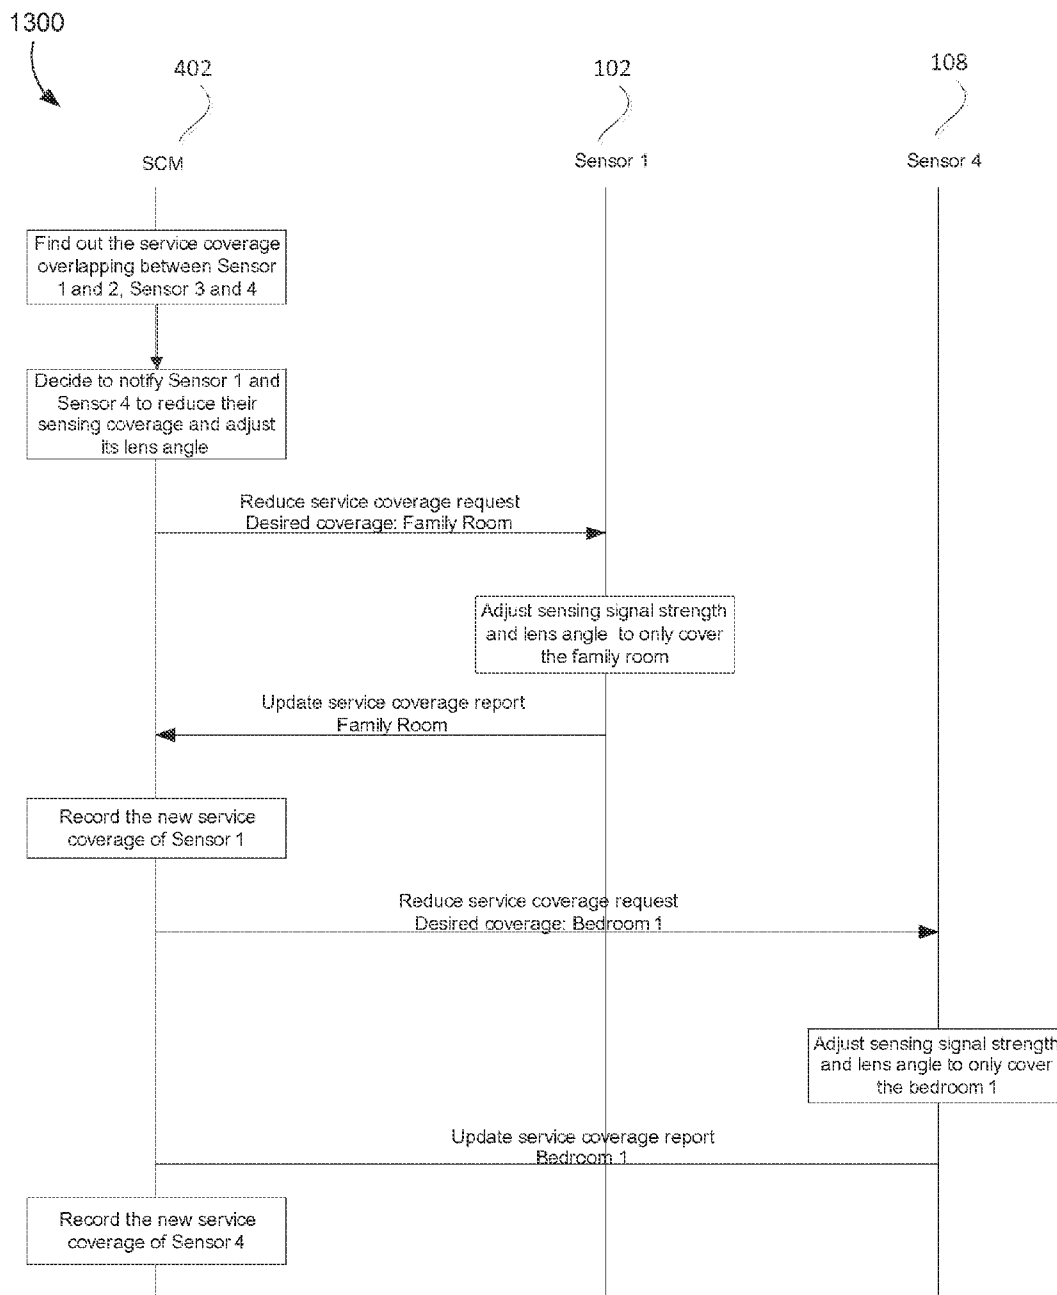 1300
402
102
108
SCM
Sensor 1
Sensor 4
Find out the service coverage
overlapping between Sensor
1 and 2, Sensor 3 and 4
Decide to notify Sensor 1 and
Sensor 4 to reduce their
sensing coverage and adjust
its lens angle
Reduce service coverage request
Desired coverage: Family Room
Adjust sensing signal strength
and lens angle to only cover
the family room
Update service coverage report
Family Room
Record the new service
coverage of Sensor 1
Reduce service coverage request
Desired coverage: Bedroom 1
Adjust sensing signal strength
and lens angle to only cover
the bedroom 1
Update service coverage report
Bedroom 1
Record the new service
coverage of Sensor 4